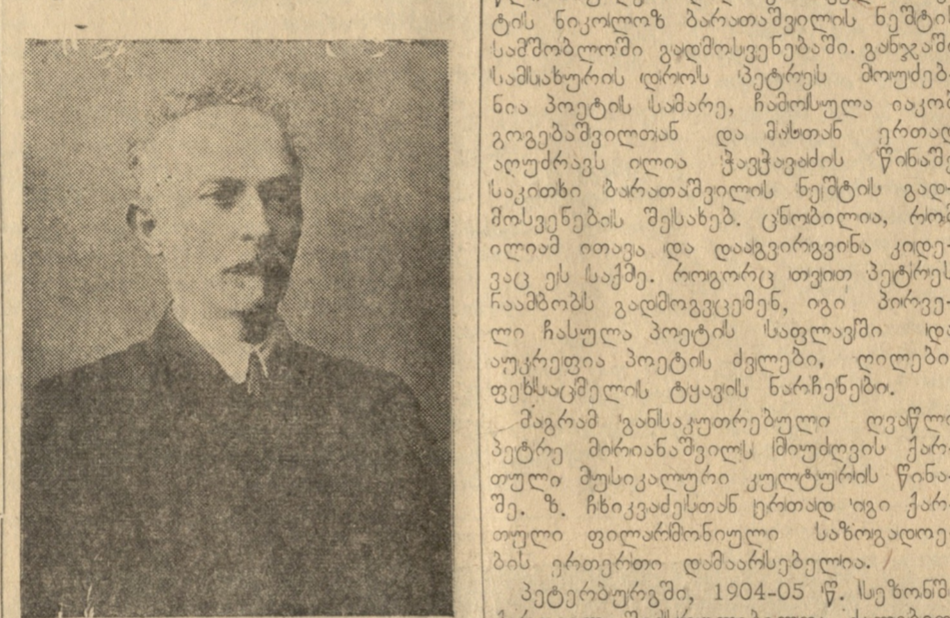 ტის ნიკოლოზ ბარათაშვილის ნეშტი
სამშობლოში გადმოსვენებაში. განჯაში
სამსახურის დროს პეტრეს მოუძებ
ნია პოეტის სამარე, ჩამოსულა იაკო
გოგებაშვილთან და მასთან ერთად
აღუძრავს ილია ჭავჭავაძის წინაშ
საკითხი ბარათაშვილის ნეშტის გად-
მოსვენების შესახებ. ცნობილია, რომ
ილიამ ითავა და დააგვირგვინა კიდე-
ვაც ეს საქმე. როგორც თვით პეტრეს
ნაამბობს გადმოგვცემენ, იგი პირვე-
ლი ჩასულა პოეტის საფლავში და
აუკრეფია პოეტის ძვლები, ღილები
ფეხსაცმელის ტყავის ნარჩენები.
მაგრამ განსაკუთრებული ღვაწლი
პეტრე მირიანაშვილს მიუძღვის ქარ-
თული მუსიკალური კულტურის წინა-
შე. ზ. ჩხიკვაძესთან ერთად იგი ქარ-
თული ფილარმონიული საზოგადოე-
ბის ერთერთი დამაარსებელია.
პეტერბურგში, 1904-05 წ. სეზონში